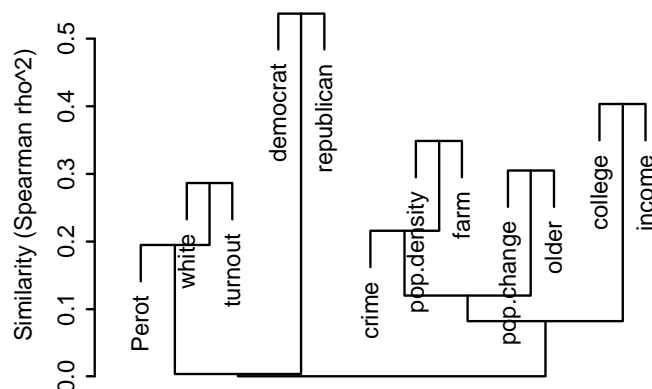 Similarity (Spearman rho^2)
0.5
0.4
0.3
0.2
0.1
0.0
Perot
white
turnout
democrat
republican
crime
pop.density
farm
pop.change
older
college
income